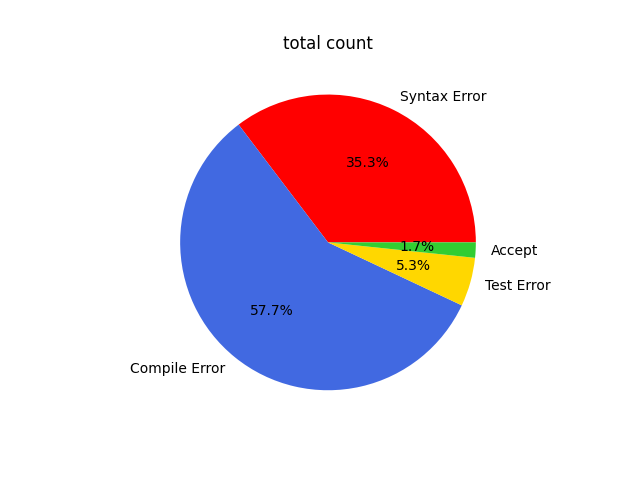 total count
Syntax Error
35.3%
1.7%
Accept
5.3%
Test Error
57.7%
Compile Error